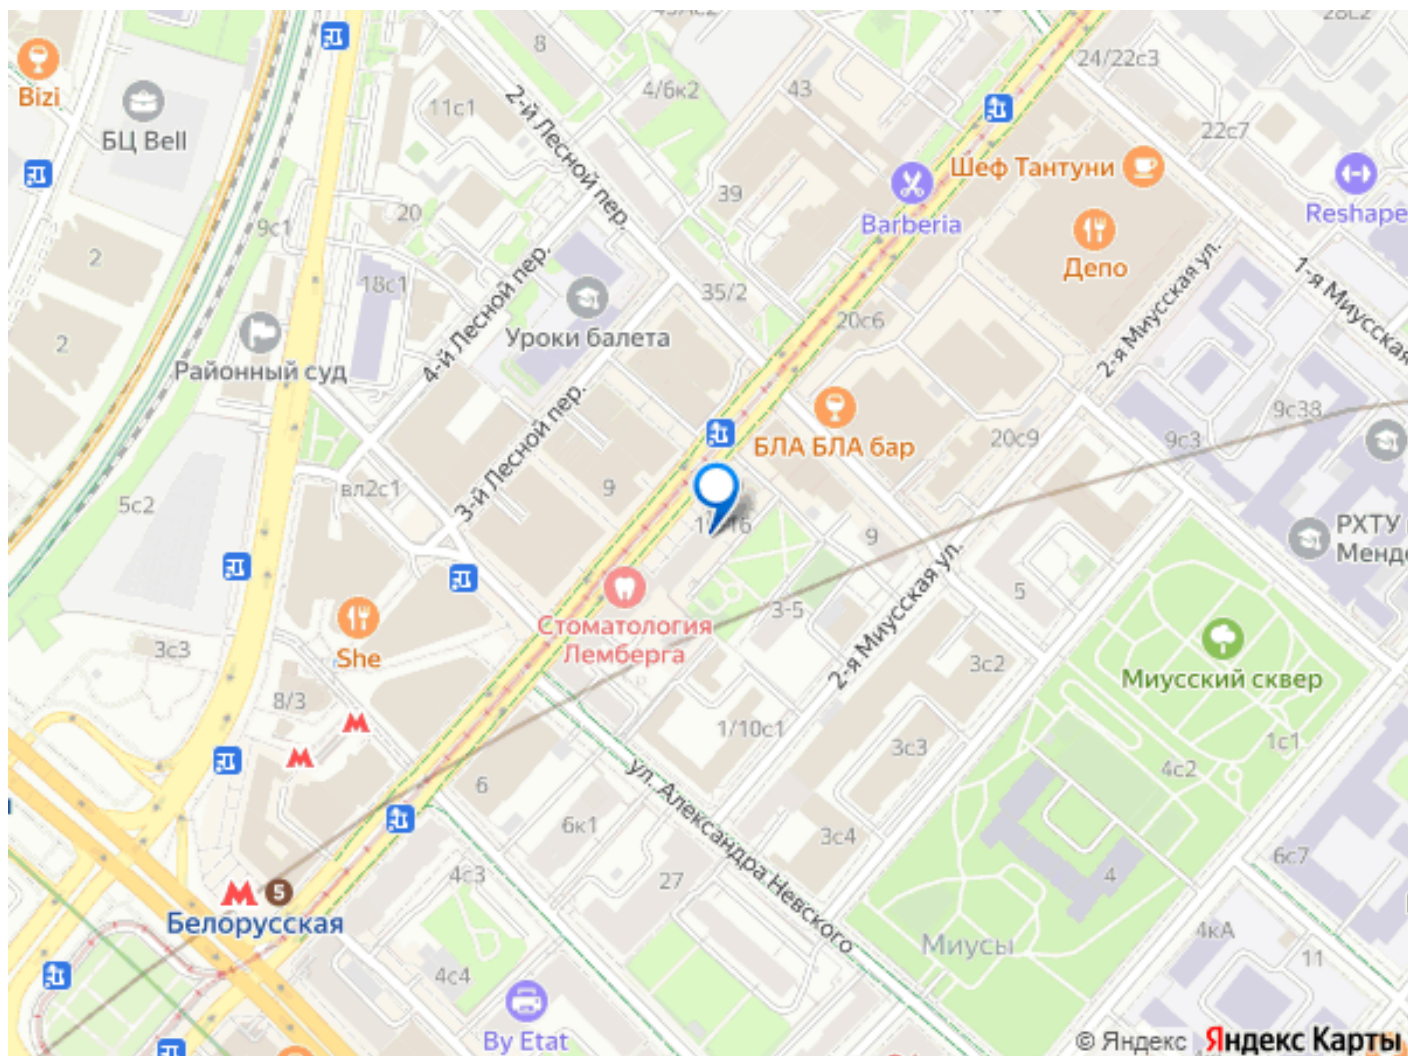 8
24/22с3
28с2
Bizi
БЦ Bell
11с1
2-й Лесной пер.
4/6к2
43
22с7
Шеф Тантуни
Barberia
Reshape
39
20
9с1
2
18с1
4-й Лесной пер.
Уроки балета
35/2
20с6
Депо
2-я Миусская ул.
1-я Миусская
2
Районный суд
3-й Лесной пер.
БЛА БЛА бар
20с9
9с3
9с38
вл2с1
9
5с2
16
9
РХТУ
Менде
2-я Миусская ул.
Стоматология
Лемберга
3-5
5
3с3
She
3с2
Миусский сквер
8/3
1/10с1
3с3
1с1
4с2
6
ул. Александра Невского
6к1
3с4
6с7
4с3
27
4
5
Белорусская
Миусы
4кА
11
4с4
By Etat
© Яндекс Яндекс Карты